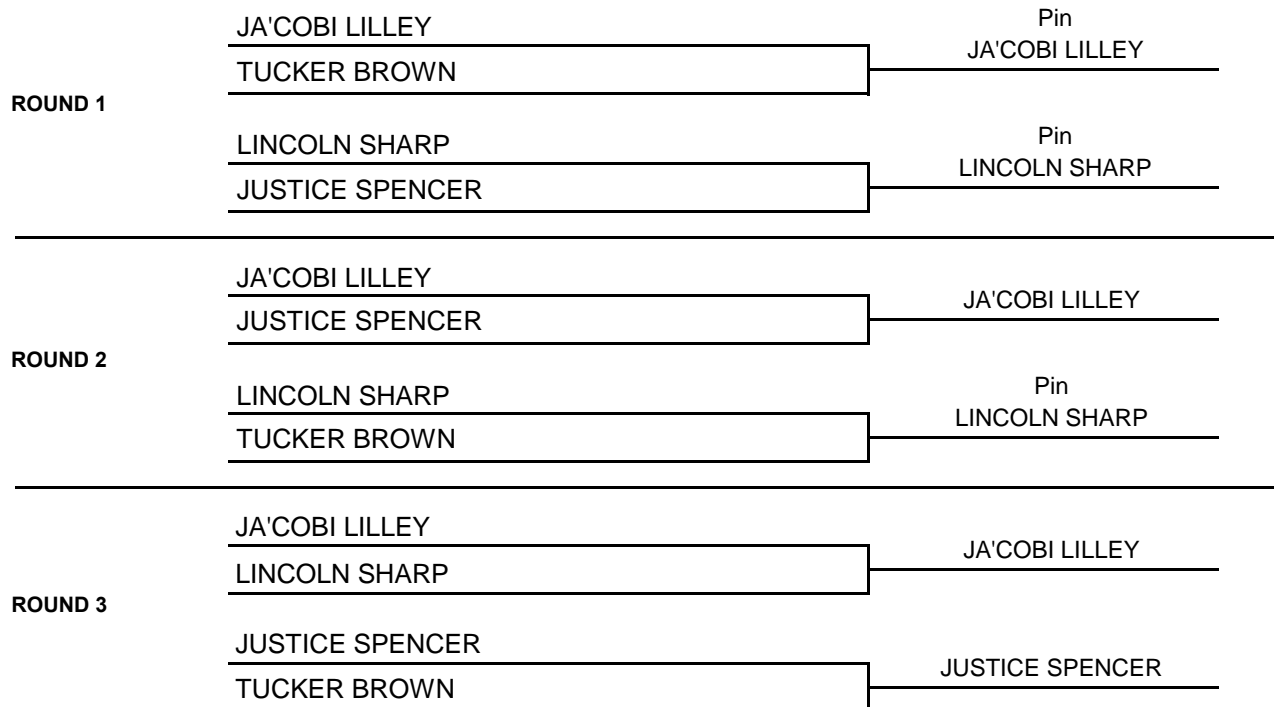 JA'COBI LILLEY
Pin
JA'COBI LILLEY
TUCKER BROWN
ROUND 1
LINCOLN SHARP
Pin
LINCOLN SHARP
JUSTICE SPENCER
JA'COBI LILLEY
JA'COBI LILLEY
JUSTICE SPENCER
ROUND 2
LINCOLN SHARP
Pin
LINCOLN SHARP
TUCKER BROWN
JA'COBI LILLEY
JA'COBI LILLEY
LINCOLN SHARP
ROUND 3
JUSTICE SPENCER
JUSTICE SPENCER
TUCKER BROWN